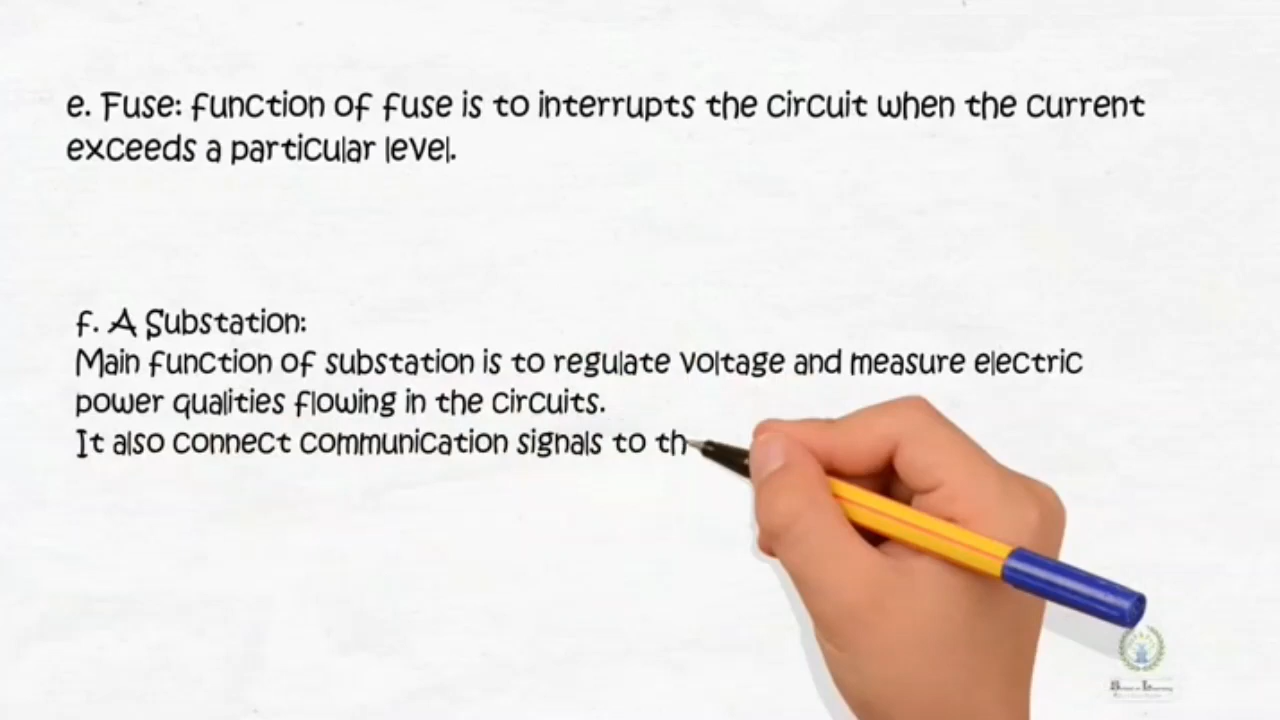 e. Fuse: function of fuse is to interrupts the circuit when the current
exceeds a particular level.
f. A Substation:
Main function of substation is to regulate voltage and measure electric
power qualities flowing in the circuits.
It also connect communication signals to th